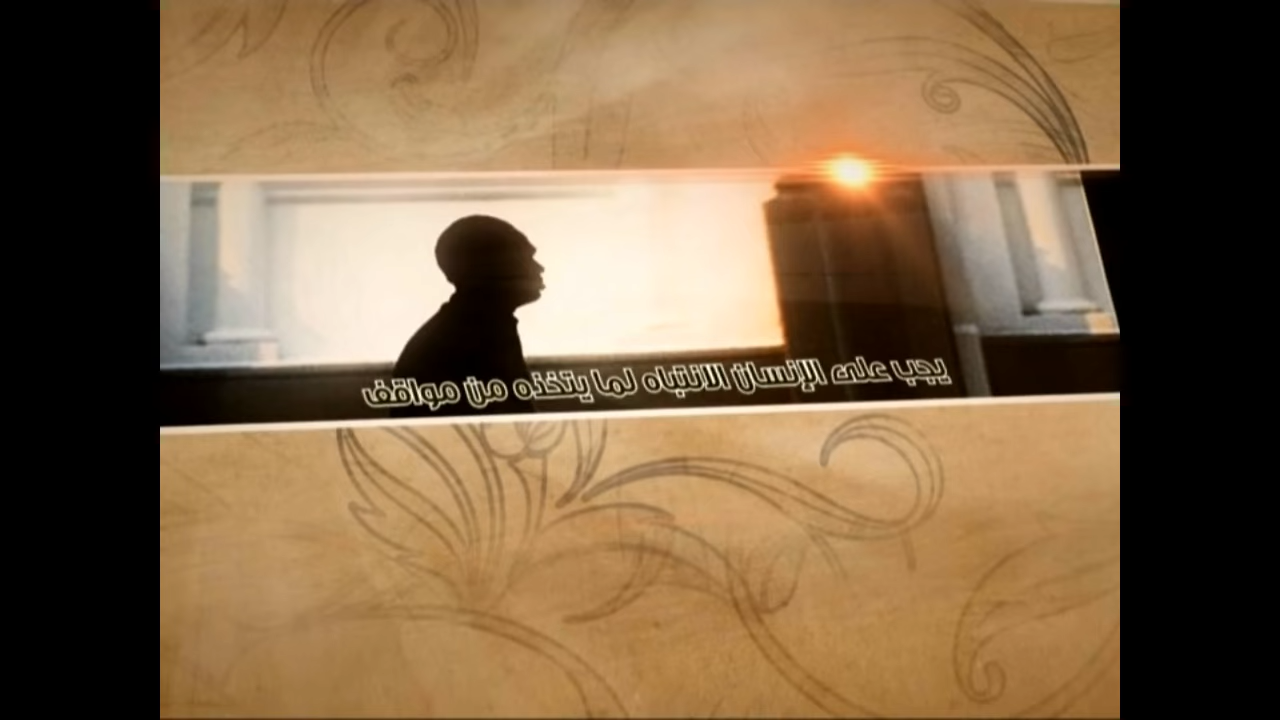 يجب على الإنسان الانتباه لما يتخذه من مواقف